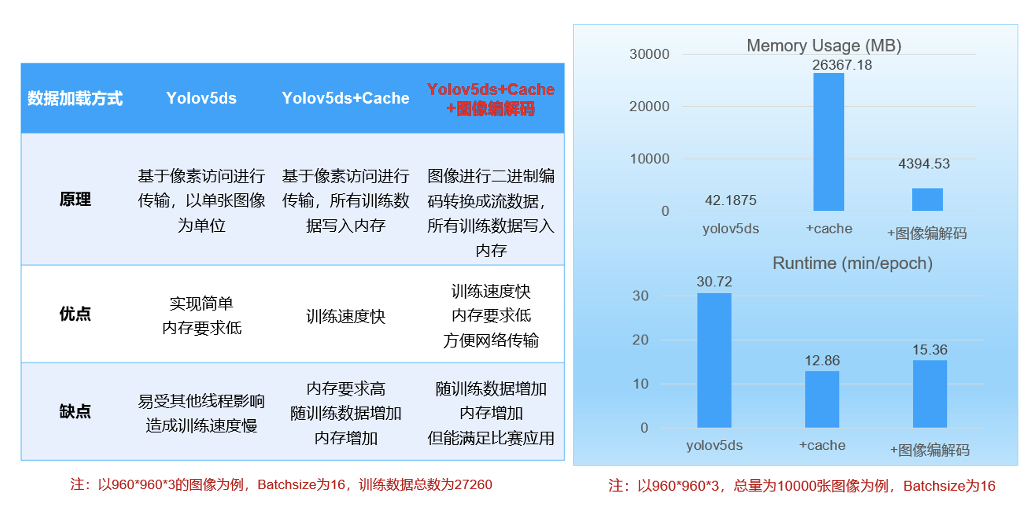 数据加载方式
Yolov5ds
Yolov5ds+Cache
Yolov5ds+Cache
+图像编解码
原理
基于像素访问进行
传输，以单张图像
为单位
基于像素访问进行
传输，所有训练数
据写入内存
图像进行二进制编
码转换成流数据，
所有训练数据写入
内存
优点
实现简单
内存要求低
训练速度快
训练速度快
内存要求低
方便网络传输
缺点
易受其他线程影响
造成训练速度慢
内存要求高
随训练数据增加
内存增加
随训练数据增加
内存增加
但能满足比赛应用
注：以960*960*3的图像为例，Batchsize为16，训练数据总数为27260
Memory Usage (MB)
30000
20000
10000
0
42.1875
26367.18
4394.53
yolov5ds
+cache
+图像编解码
Runtime (min/epoch)
30
20
10
0
30.72
12.86
15.36
yolov5ds
+cache
+图像编解码
注：以960*960*3，总量为10000张图像为例，Batchsize为16